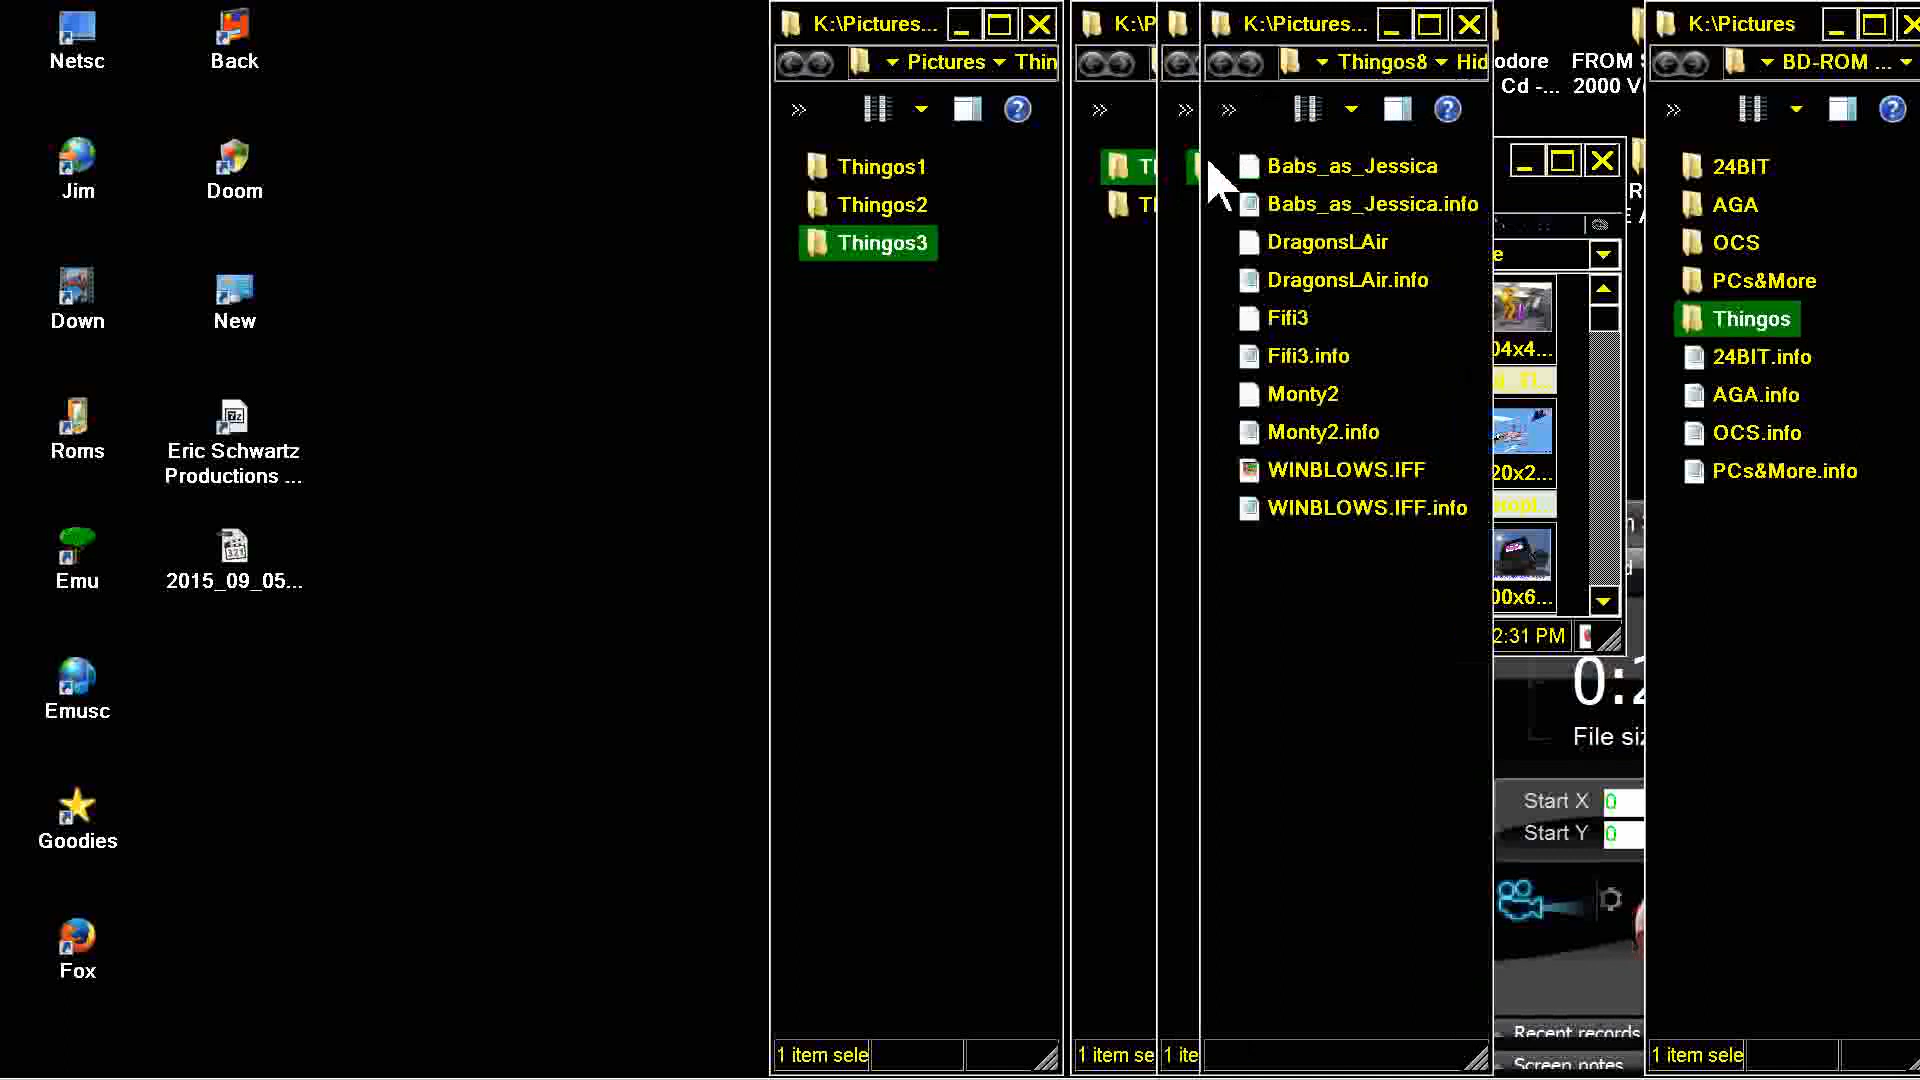 Netsc
Back
Jim
Doom
Down
New
Roms
Eric Schwartz
Productions ...
Emu
2015_09_05...
Emusc
Goodies
Fox
K:\Pictures...
Pictures
Thin
Thingos1
Thingos2
Thingos3
1 item sele
K:\P
1 item se
1 ite
K:\Pictures...
Thingos8
Hid
Babs_as_Jessica
Babs_as_Jessica.info
DragonsLAir
DragonsLAir.info
Fifi3
Fifi3.info
Monty2
Monty2.info
WINBLOWS.IFF
WINBLOWS.IFF.info
odore
Cd -...
FROM
2000 V
04x4...
20x2...
00x6...
2:31 PM
0:
File siz
Start X 0
Start Y 0
Recent records
Screen notes
K:\Pictures
BD-ROM ...
24BIT
AGA
OCS
PCs&More
Thingos
24BIT.info
AGA.info
OCS.info
PCs&More.info
1 item sele